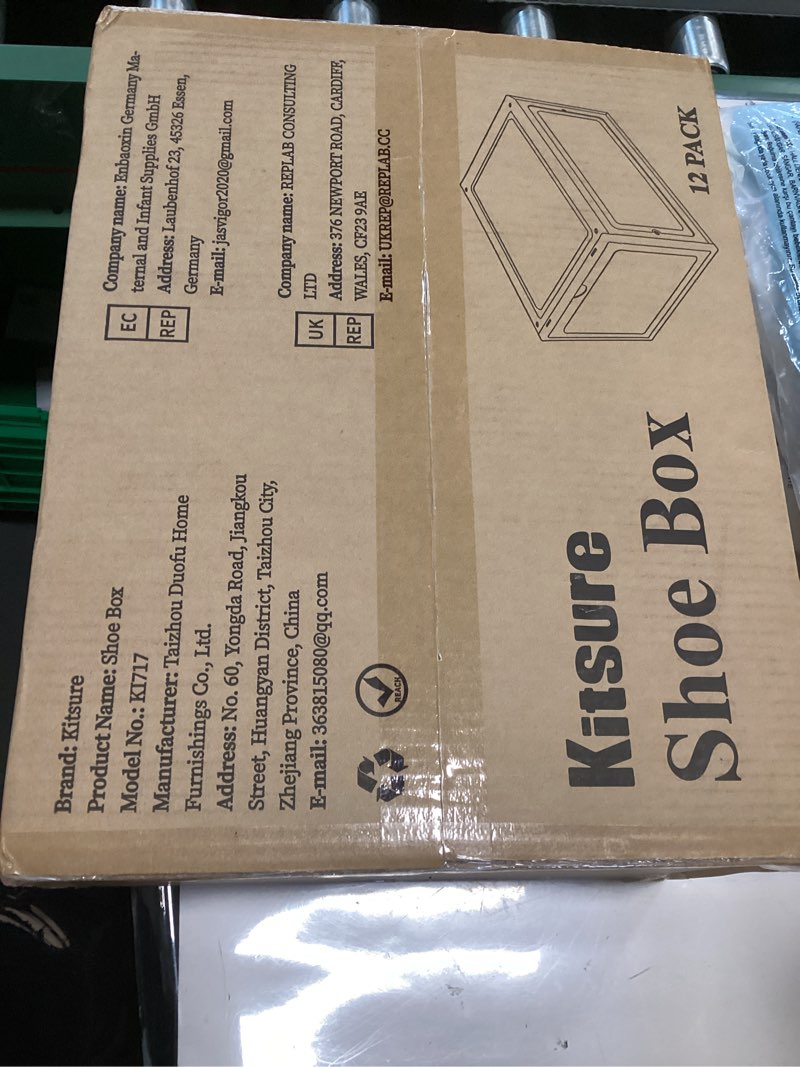 Brand: Kitsure
Product Name: Shoe Box
Model No.: KI717
Manufacturer: Taizhou Duofu Home
Furnishings Co., Ltd.
Address: No. 60, Yongda Road, Jiangkou
Street, Huangyan District, Taizhou City,
Zhejiang Province, China
E-mail: 363815080@qq.com
REACH
EC
REP
Company name: Enbaoxin Germany Ma-
ternal and Infant Supplies GmbH
Address: Laubenhof 23, 45326 Essen,
Germany
E-mail: jasvigor2020@gmail.com
UK
REP
Company name: REPLAB CONSULTING
LTD
Address: 376 NEWPORT ROAD, CARDIFF,
WALES, CF23 9AE
E-mail: UKREP@REPLAB.CC
Kitsure
Shoe Box
12 PACK